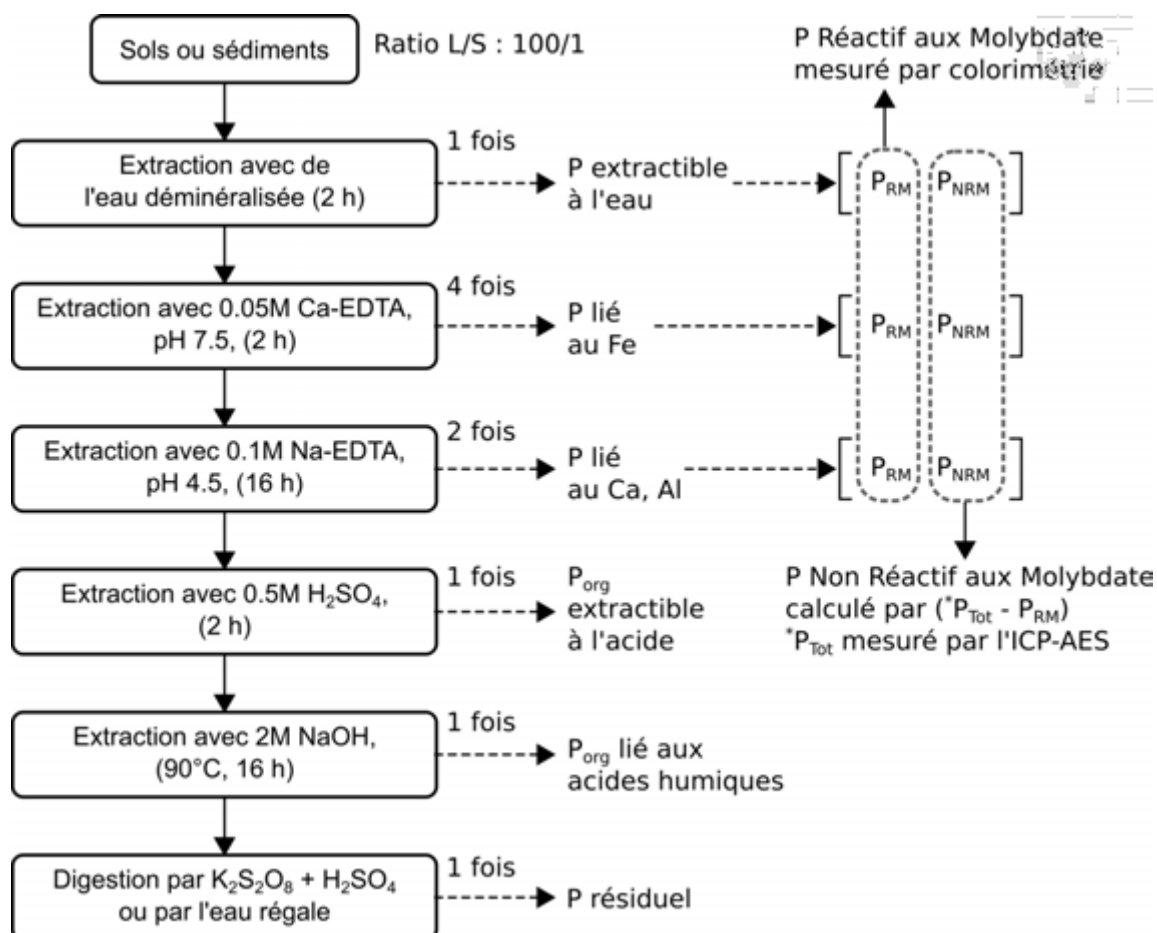 Sols ou sédiments
Ratio L/S : 100/1
P Réactif aux Molybdate
mesuré par colorimétrie
Extraction avec de
l'eau déminéralisée (2 h)
1 fois
P extractible
à l'eau
P_RM P_NRM
Extraction avec 0.05M Ca-EDTA,
pH 7.5, (2 h)
4 fois
P lié
au Fe
P_RM P_NRM
Extraction avec 0.1M Na-EDTA,
pH 4.5, (16 h)
2 fois
P lié
au Ca, Al
P_RM P_NRM
P Non Réactif aux Molybdate
calculé par (*P_Tot - P_RM)
*P_Tot mesuré par l'ICP-AES
Extraction avec 0.5M H₂SO₄,
(2 h)
1 fois
P_org
extractible
à l'acide
Extraction avec 2M NaOH,
(90°C, 16 h)
1 fois
P_org lié aux
acides humiques
Digestion par K₂S₂O₈ + H₂SO₄
ou par l'eau régale
1 fois
P résiduel